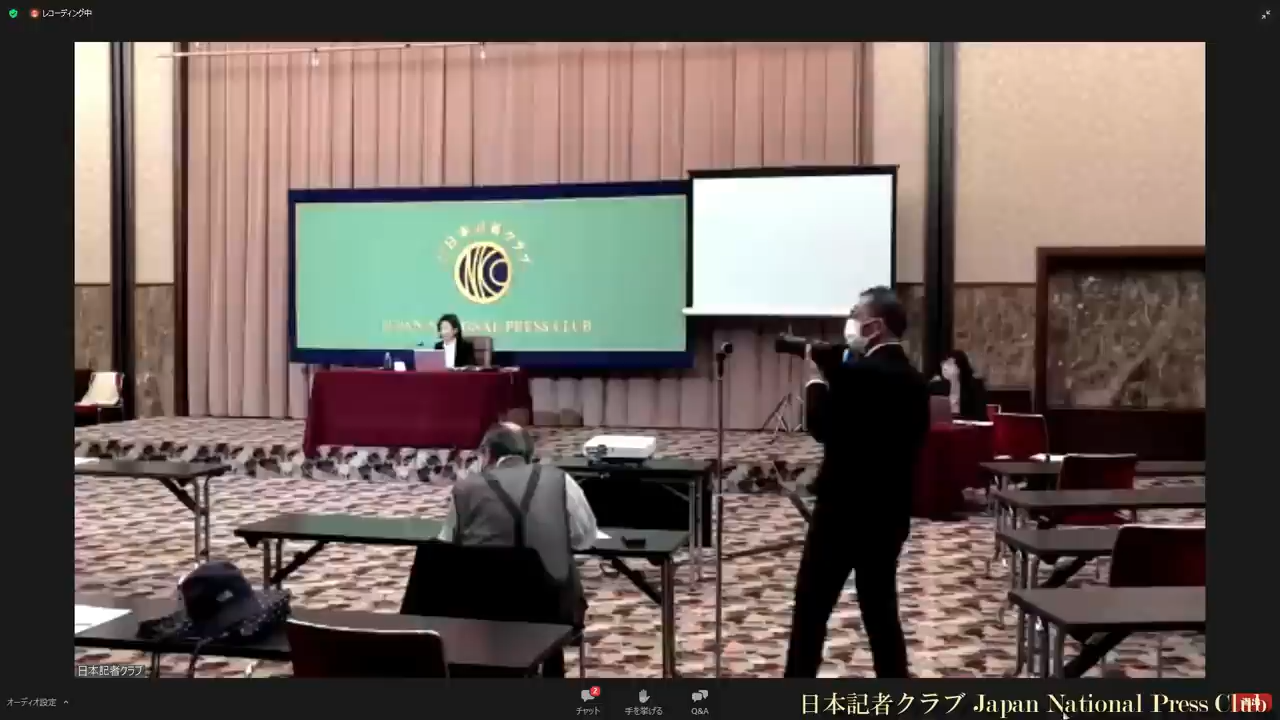 レコーディング中
日本記者クラブ
NCC
JAPAN NATIONAL PRESS CLUB
日本記者クラブ
オーディオ設定
チャット
2
手を挙げる
Q&A
日本記者クラブ Japan National Press Club